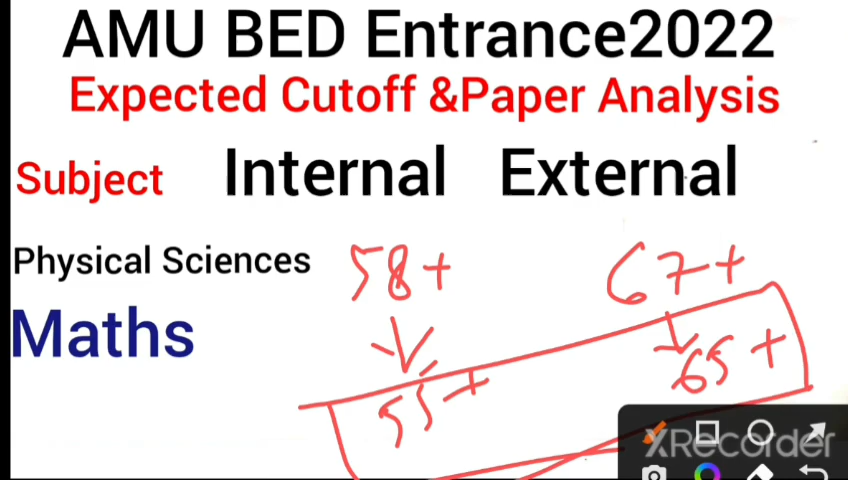 AMU BED Entrance2022
Expected Cutoff &Paper Analysis
Subject Internal External
Physical Sciences 58+ 67+
Maths 55+ 65+
XRecorder